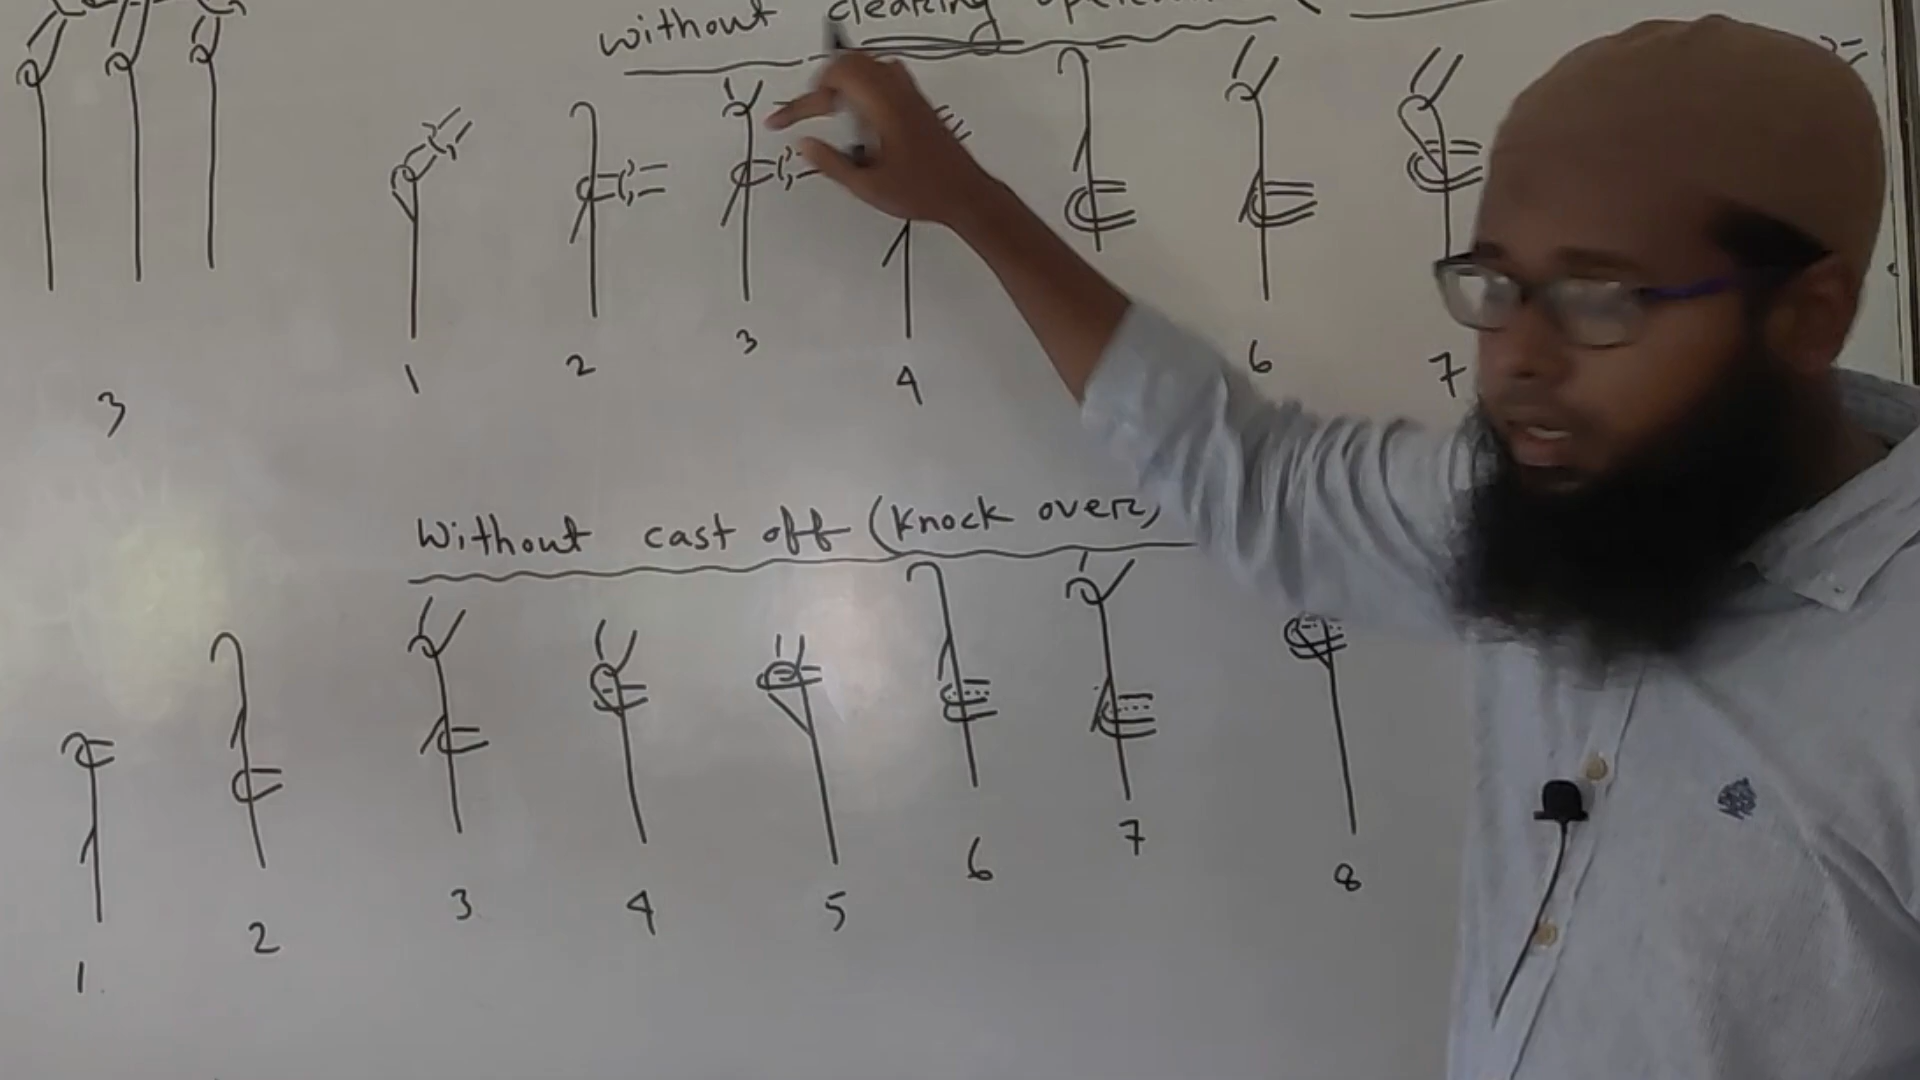 without clearing
1 2 3 4 6 7
3
Without cast off (Knock over)
1 2 3 4 5 6 7 8